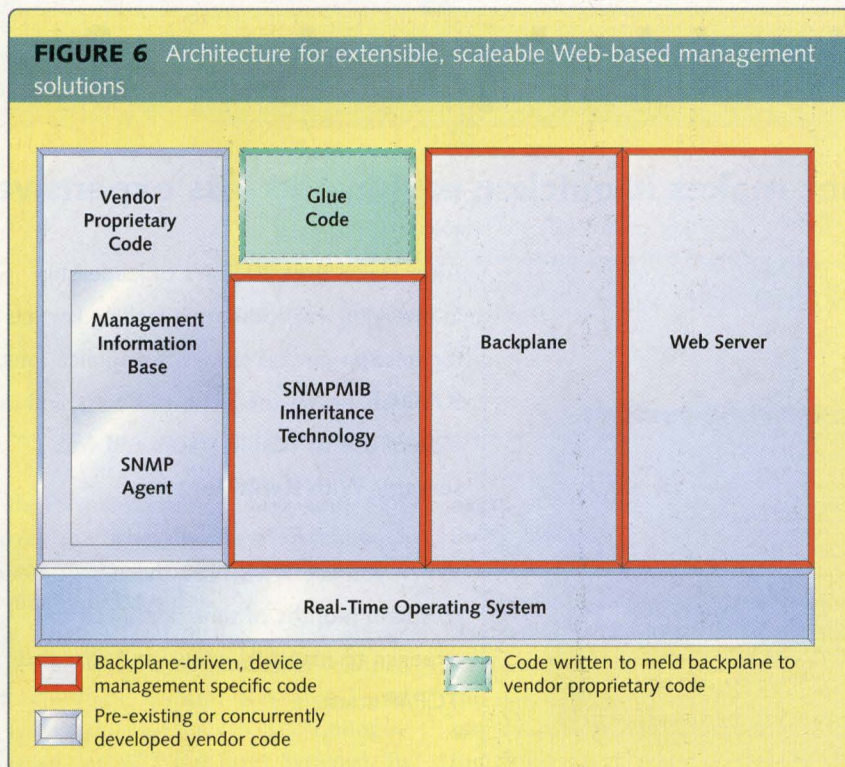 FIGURE 6 Architecture for extensible, scaleable Web-based management
solutions
Vendor
Proprietary
Code
Management
Information
Base
SNMP
Agent
Glue
Code
SNMPMIB
Inheritance
Technology
Backplane
Web Server
Real-Time Operating System
Backplane-driven, device
management specific code
Pre-existing or concurrently
developed vendor code
Code written to meld backplane to
vendor proprietary code